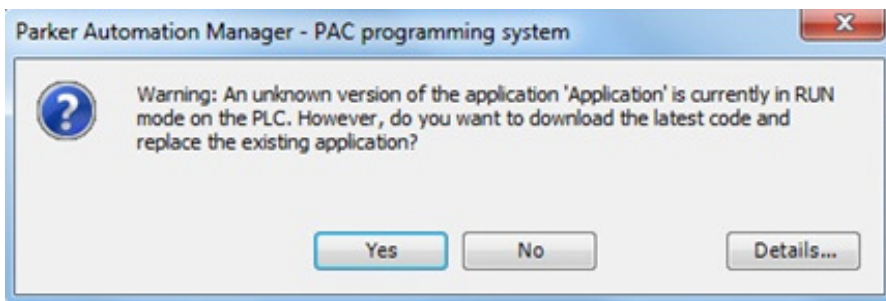 Parker Automation Manager - PAC programming system
Warning: An unknown version of the application 'Application' is currently in RUN
mode on the PLC. However, do you want to download the latest code and
replace the existing application?
Yes No Details...